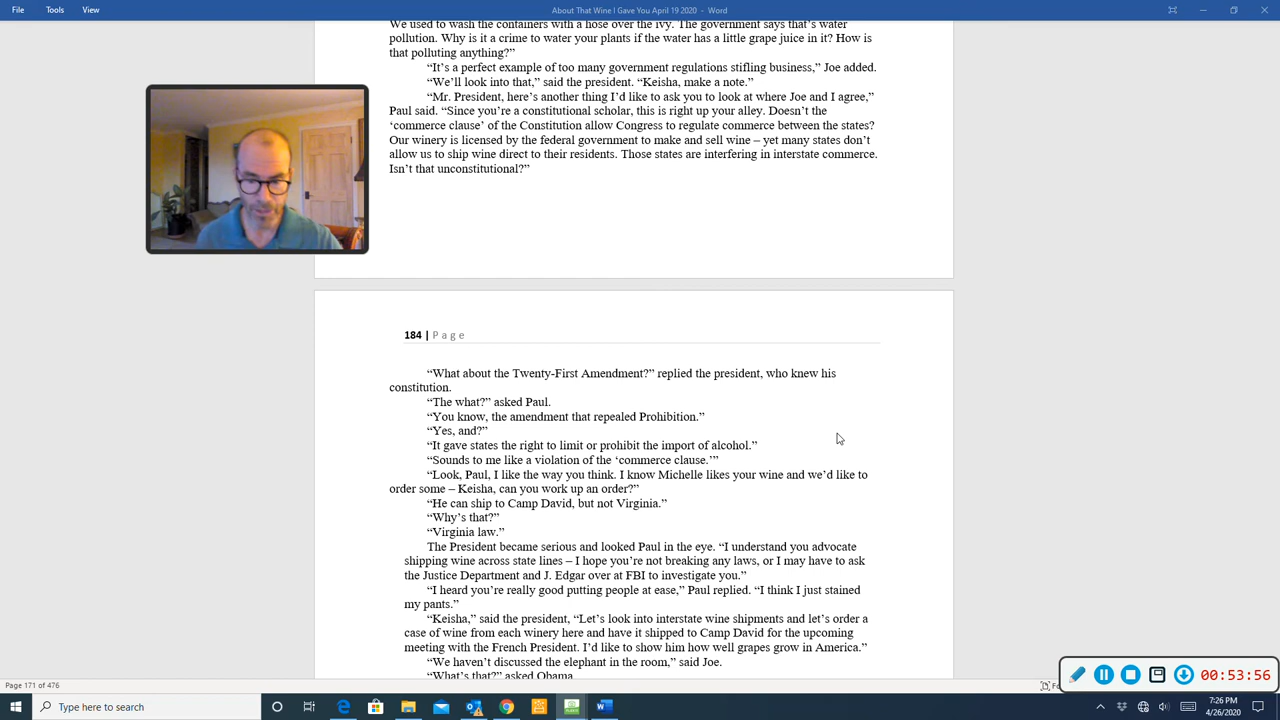 File Tools View About That Wine I Gave You April 19 2020 - Word
We used to wash the containers with a hose over the ivy. The government says that’s water
pollution. Why is it a crime to water your plants if the water has a little grape juice in it? How is
that polluting anything?”
“It’s a perfect example of too many government regulations stifling business,” Joe added.
“We’ll look into that,” said the president. “Keisha, make a note.”
“Mr. President, here’s another thing I’d like to ask you to look at where Joe and I agree,”
Paul said. “Since you’re a constitutional scholar, this is right up your alley. Doesn’t the
‘commerce clause’ of the Constitution allow Congress to regulate commerce between the states?
Our winery is licensed by the federal government to make and sell wine – yet many states don’t
allow us to ship wine direct to their residents. Those states are interfering in interstate commerce.
Isn’t that unconstitutional?”
184 | Page
“What about the Twenty-First Amendment?” replied the president, who knew his
constitution.
“The what?” asked Paul.
“You know, the amendment that repealed Prohibition.”
“Yes, and?”
“It gave states the right to limit or prohibit the import of alcohol.”
“Sounds to me like a violation of the ‘commerce clause.’”
“Look, Paul, I like the way you think. I know Michelle likes your wine and we’d like to
order some – Keisha, can you work up an order?”
“He can ship to Camp David, but not Virginia.”
“Why’s that?”
“Virginia law.”
The President became serious and looked Paul in the eye. “I understand you advocate
shipping wine across state lines – I hope you’re not breaking any laws, or I may have to ask
the Justice Department and J. Edgar over at FBI to investigate you.”
“I heard you’re really good putting people at ease,” Paul replied. “I think I just stained
my pants.”
“Keisha,” said the president, “Let’s look into interstate wine shipments and let’s order a
case of wine from each winery here and have it shipped to Camp David for the upcoming
meeting with the French President. I’d like to show him how well grapes grow in America.”
“We haven’t discussed the elephant in the room,” said Joe.
“What’s that?” asked Obama.
Page 171 of 476
00:53:56
Type here to search
7:26 PM
4/26/2020